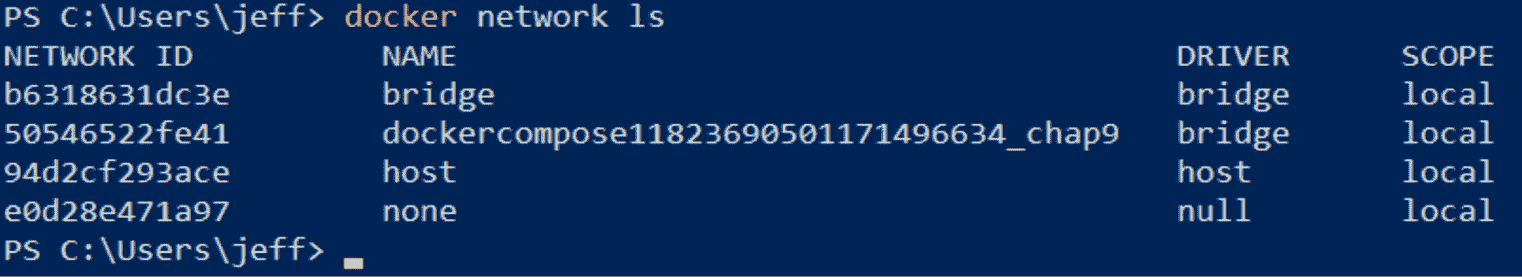 PS C:\Users\jeff> docker network ls
NETWORK ID NAME DRIVER SCOPE
b6318631dc3e bridge bridge local
50546522fe41 dockercompose11823690501171496634_chap9 bridge local
94d2cf293ace host host local
e0d28e471a97 none null local
PS C:\Users\jeff>